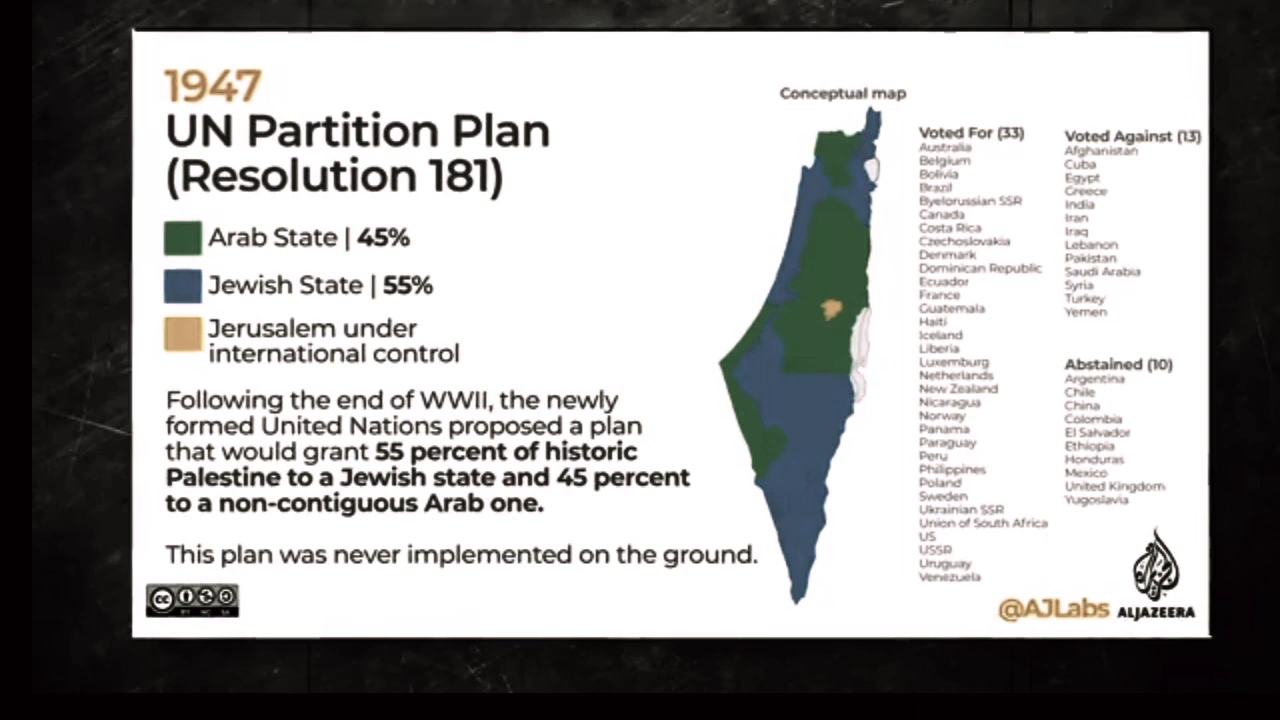 1947
UN Partition Plan
(Resolution 181)
Arab State | 45%
Jewish State | 55%
Jerusalem under
international control
Following the end of WWII, the newly
formed United Nations proposed a plan
that would grant 55 percent of historic
Palestine to a Jewish state and 45 percent
to a non-contiguous Arab one.
This plan was never implemented on the ground.
cc
BY NC SA
Conceptual map
Voted For (33)
Australia
Belgium
Bolivia
Brazil
Byelorussian SSR
Canada
Costa Rica
Czechoslovakia
Denmark
Dominican Republic
Ecuador
France
Guatemala
Haiti
Iceland
Liberia
Luxemburg
Netherlands
New Zealand
Nicaragua
Norway
Panama
Paraguay
Peru
Philippines
Poland
Sweden
Ukrainian SSR
Union of South Africa
US
USSR
Uruguay
Venezuela
Voted Against (13)
Afghanistan
Cuba
Egypt
Greece
India
Iran
Iraq
Lebanon
Pakistan
Saudi Arabia
Syria
Turkey
Yemen
Abstained (10)
Argentina
Chile
China
Colombia
El Salvador
Ethiopia
Honduras
Mexico
United Kingdom
Yugoslavia
@AJLabs
ALJAZEERA